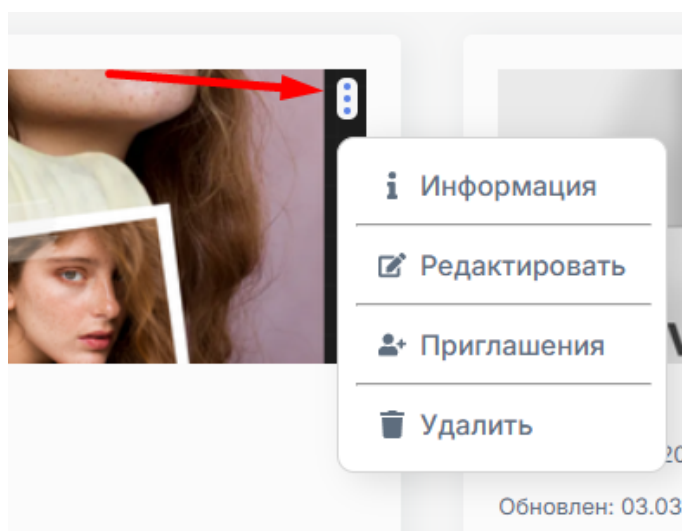 Информация
Редактировать
Приглашения
Удалить
Обновлен: 03.03